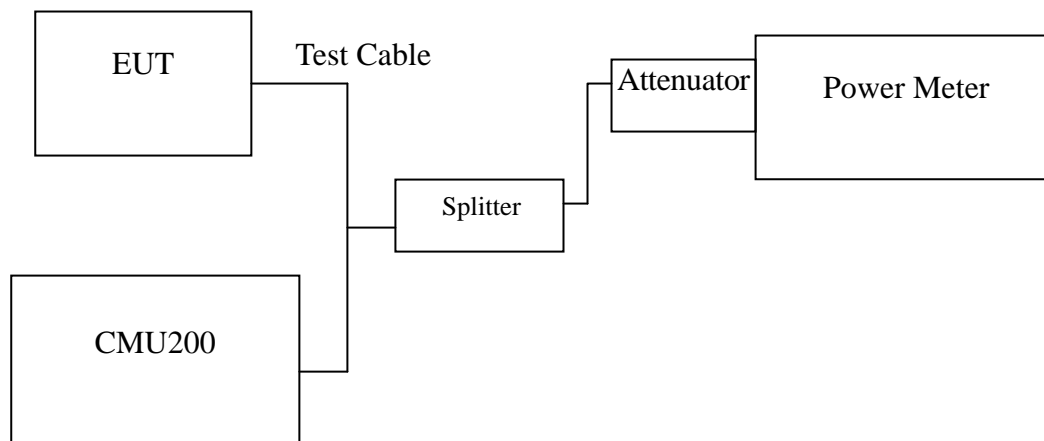 EUT
Test Cable
Attenuator
Power Meter
Splitter
CMU200